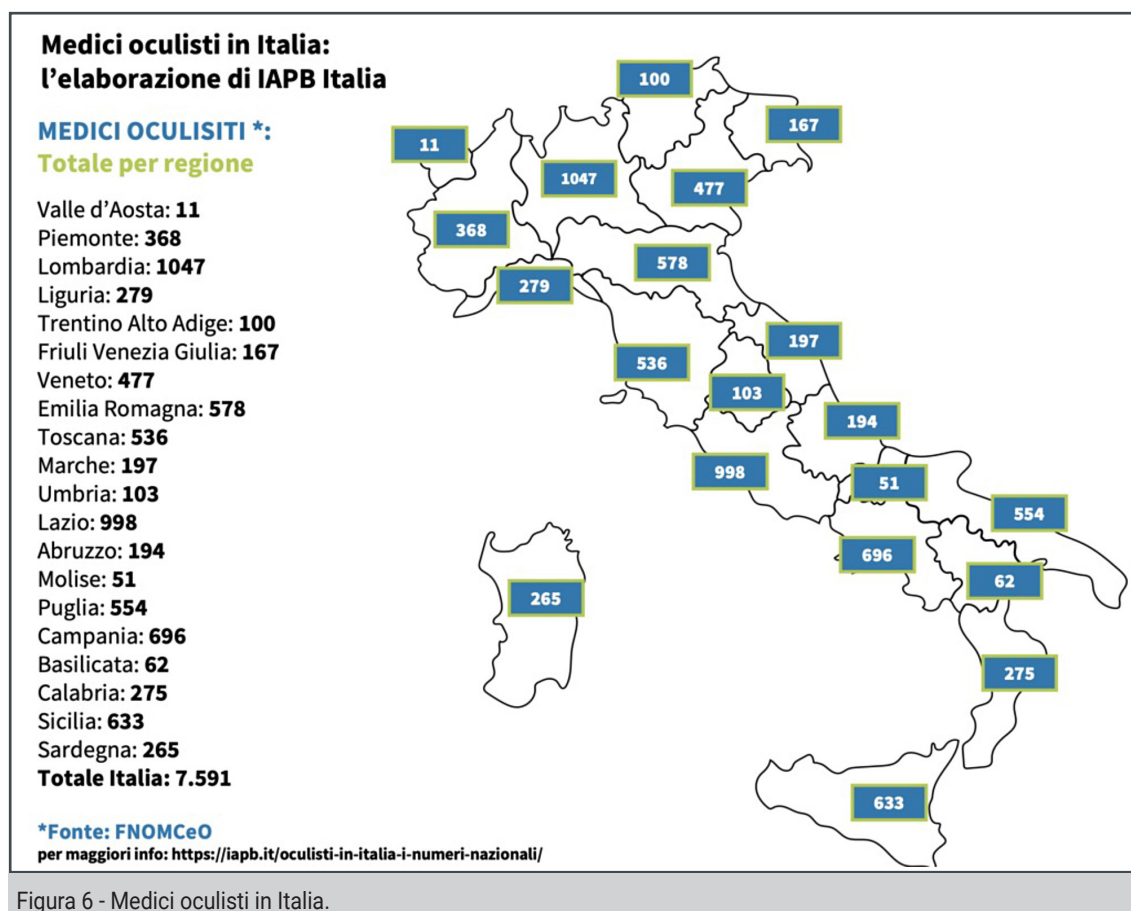 Medici oculisti in Italia:
l'elaborazione di IAPB Italia
MEDICI OCULISITI *:
Totale per regione
Valle d'Aosta: 11
Piemonte: 368
Lombardia: 1047
Liguria: 279
Trentino Alto Adige: 100
Friuli Venezia Giulia: 167
Veneto: 477
Emilia Romagna: 578
Toscana: 536
Marche: 197
Umbria: 103
Lazio: 998
Abruzzo: 194
Molise: 51
Puglia: 554
Campania: 696
Basilicata: 62
Calabria: 275
Sicilia: 633
Sardegna: 265
Totale Italia: 7.591
*Fonte: FNOMCeO
per maggiori info: https://iapb.it/oculisti-in-italia-i-numeri-nazionali/
100
167
11
1047
477
368
578
279
197
536
103
194
998
51
554
696
62
265
275
633
Figura 6 - Medici oculisti in Italia.